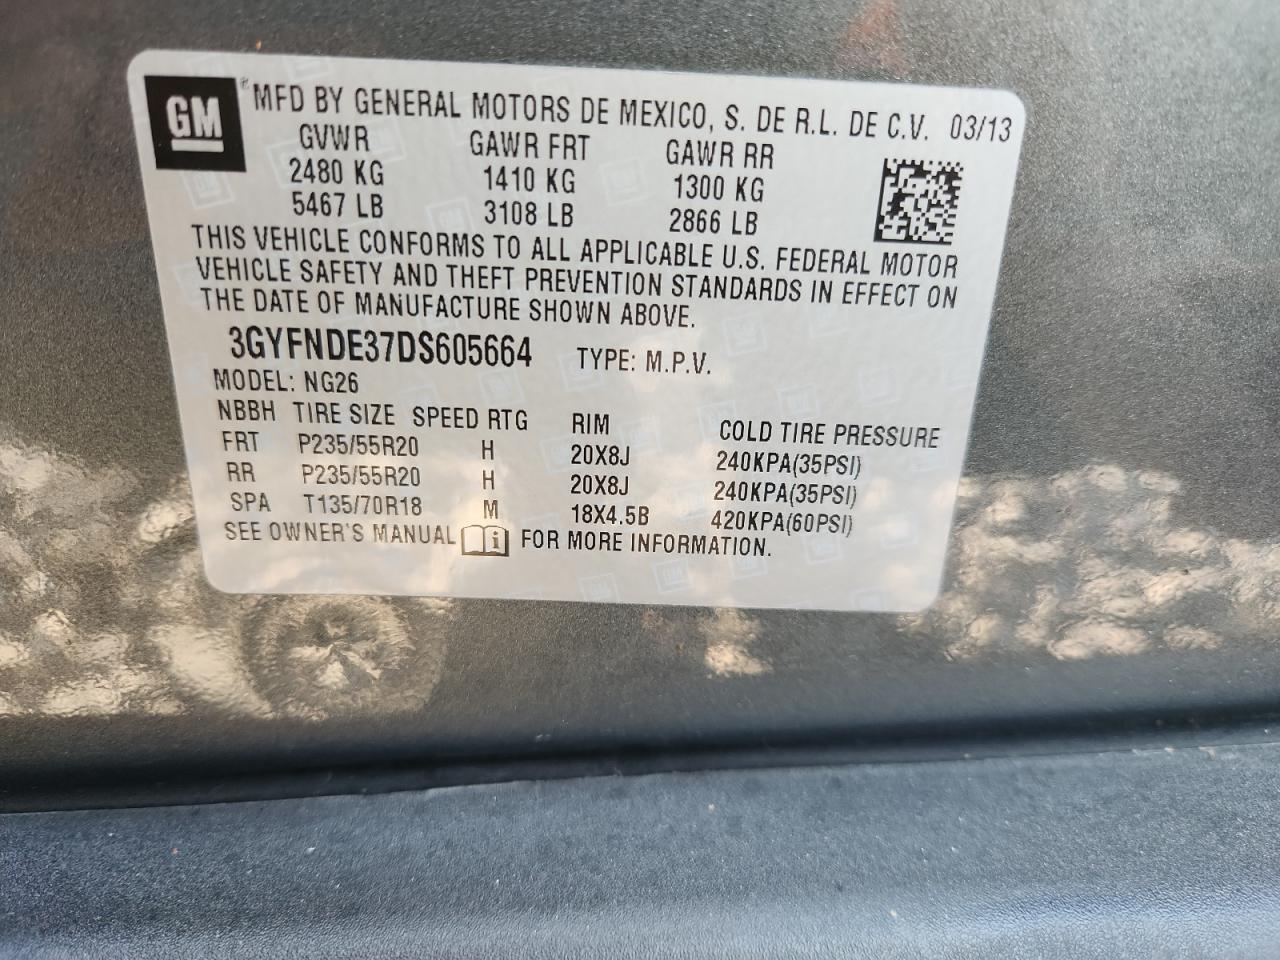 GM ® MFD BY GENERAL MOTORS DE MEXICO, S. DE R.L. DE C.V. 03/13
GVWR GAWR FRT GAWR RR
2480 KG 1410 KG 1300 KG
5467 LB 3108 LB 2866 LB
THIS VEHICLE CONFORMS TO ALL APPLICABLE U.S. FEDERAL MOTOR
VEHICLE SAFETY AND THEFT PREVENTION STANDARDS IN EFFECT ON
THE DATE OF MANUFACTURE SHOWN ABOVE.
3GYFNDE37DS605664 TYPE: M.P.V.
MODEL: NG26
NBBH TIRE SIZE SPEED RTG RIM COLD TIRE PRESSURE
FRT P235/55R20 H 20X8J 240KPA(35PSI)
RR P235/55R20 H 20X8J 240KPA(35PSI)
SPA T135/70R18 M 18X4.5B 420KPA(60PSI)
SEE OWNER'S MANUAL i FOR MORE INFORMATION.